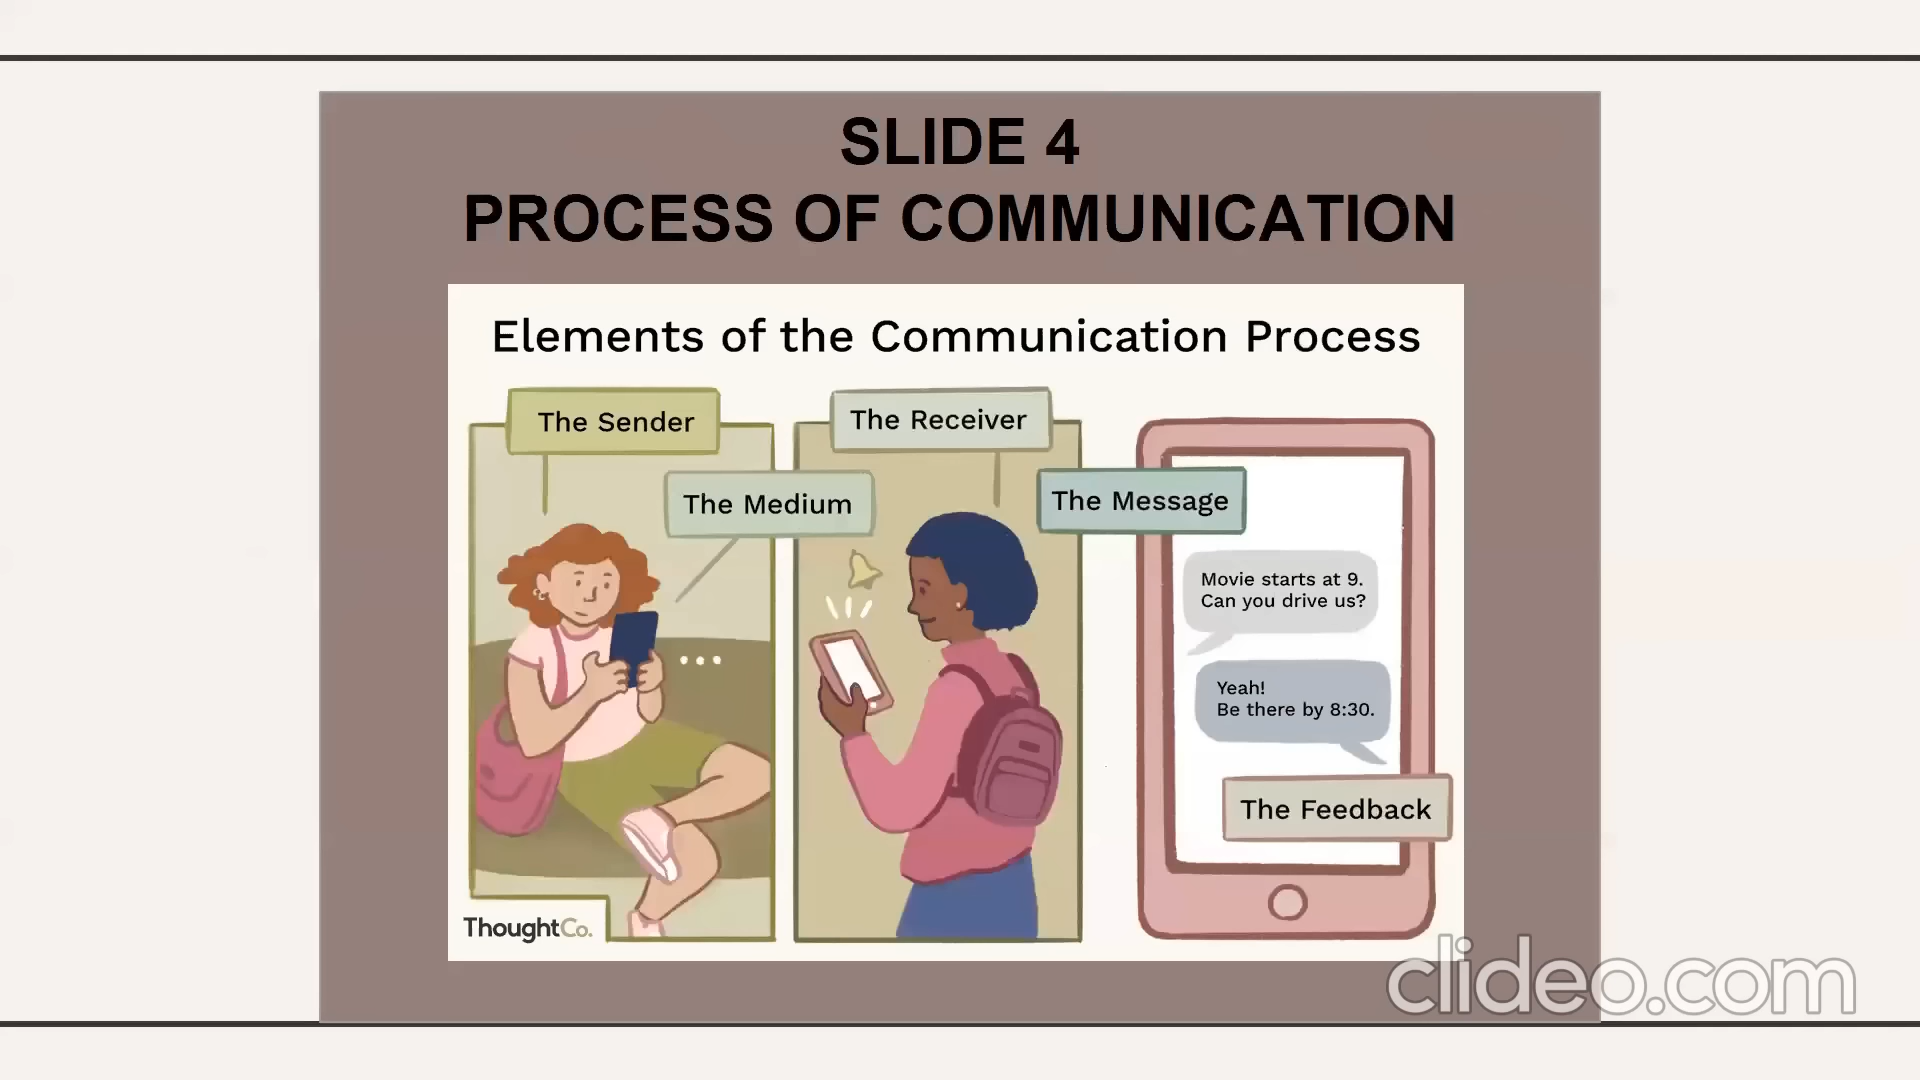 SLIDE 4
PROCESS OF COMMUNICATION
Elements of the Communication Process
The Sender
The Receiver
The Medium
The Message
Movie starts at 9.
Can you drive us?
Yeah!
Be there by 8:30.
The Feedback
ThoughtCo.
clideo.com